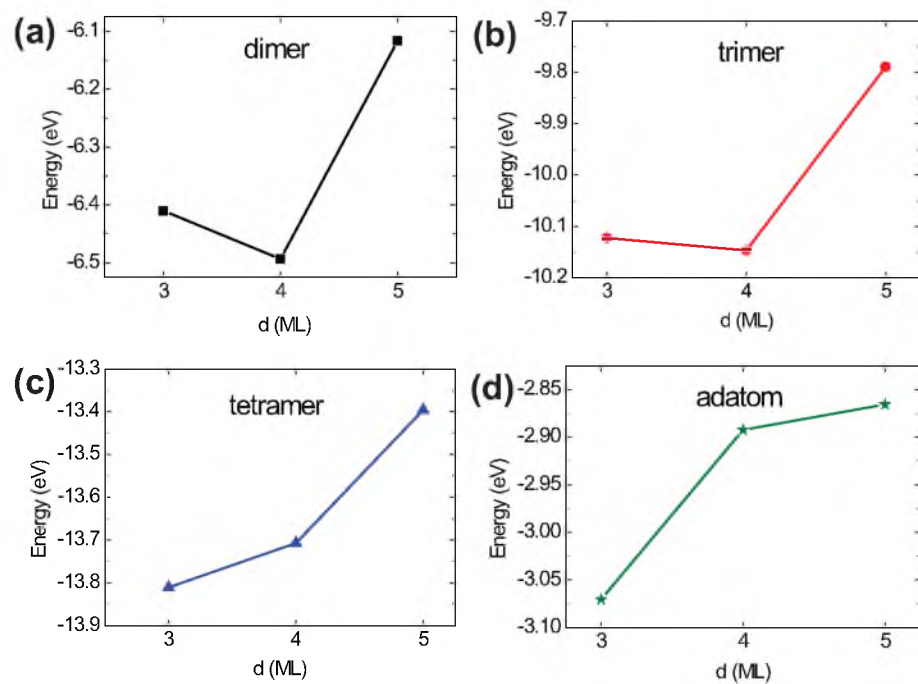 (a)
dimer
-6.1
-6.2
-6.3
-6.4
-6.5
Energy (eV)
3 4 5
d (ML)
(b)
trimer
-9.7
-9.8
-9.9
-10.0
-10.1
-10.2
Energy (eV)
3 4 5
d (ML)
(c)
tetramer
-13.3
-13.4
-13.5
-13.6
-13.7
-13.8
-13.9
Energy (eV)
3 4 5
d (ML)
(d)
adatom
-2.85
-2.90
-2.95
-3.00
-3.05
-3.10
Energy (eV)
3 4 5
d (ML)